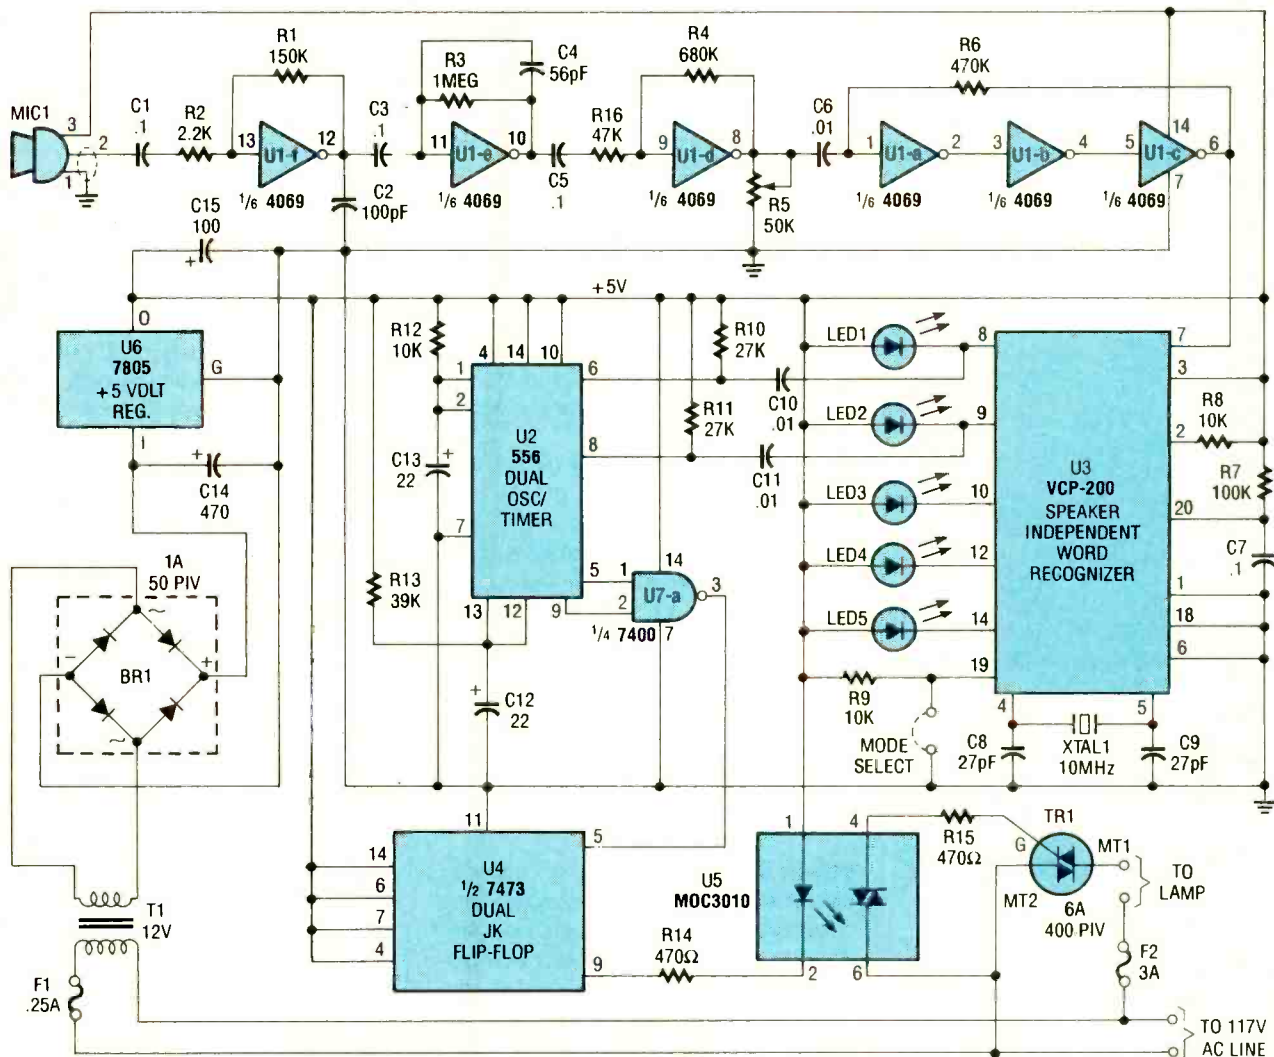 MIC1
3
2
1
C1
.1
R2
2.2K
R1
150K
13
12
U1-f
1/6 4069
C3
.1
C2
100pF
R3
1MEG
C4
56pF
11
10
U1-e
1/6 4069
C5
.1
R16
47K
R4
680K
9
8
U1-d
1/6 4069
R5
50K
C6
.01
R6
470K
1
2
U1-a
1/6 4069
3
4
U1-b
1/6 4069
5
6
14
7
U1-c
1/6 4069
C15
100
+
+5V
O
U6
7805
+5 VOLT
REG.
G
I
+
C14
470
1A
50 PIV
~
−
+
BR1
~
T1
12V
F1
.25A
R12
10K
C13
22
+
R13
39K
4
14
10
1
2
7
6
8
5
9
13
12
U2
556
DUAL
OSC/
TIMER
R10
27K
R11
27K
C10
.01
C11
.01
1
2
3
14
7
U7-a
1/4 7400
+
C12
22
LED1
LED2
LED3
LED4
LED5
8
9
10
12
14
19
U3
VCP-200
SPEAKER
INDEPENDENT
WORD
RECOGNIZER
7
3
2
20
1
18
6
4
5
R8
10K
R7
100K
C7
.1
R9
10K
MODE
SELECT
C8
27pF
XTAL1
10MHz
C9
27pF
11
14
6
7
4
5
9
U4
1/2 7473
DUAL
JK
FLIP-FLOP
R14
470Ω
U5
MOC3010
1
2
4
6
R15
470Ω
TR1
G
MT1
MT2
6A
400 PIV
TO
LAMP
F2
3A
TO 117V
AC LINE